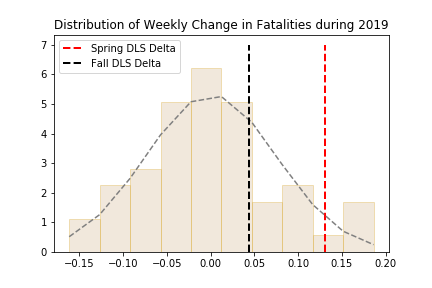 Distribution of Weekly Change in Fatalities during 2019
Spring DLS Delta
Fall DLS Delta
7
6
5
4
3
2
1
0
−0.15 −0.10 −0.05 0.00 0.05 0.10 0.15 0.20